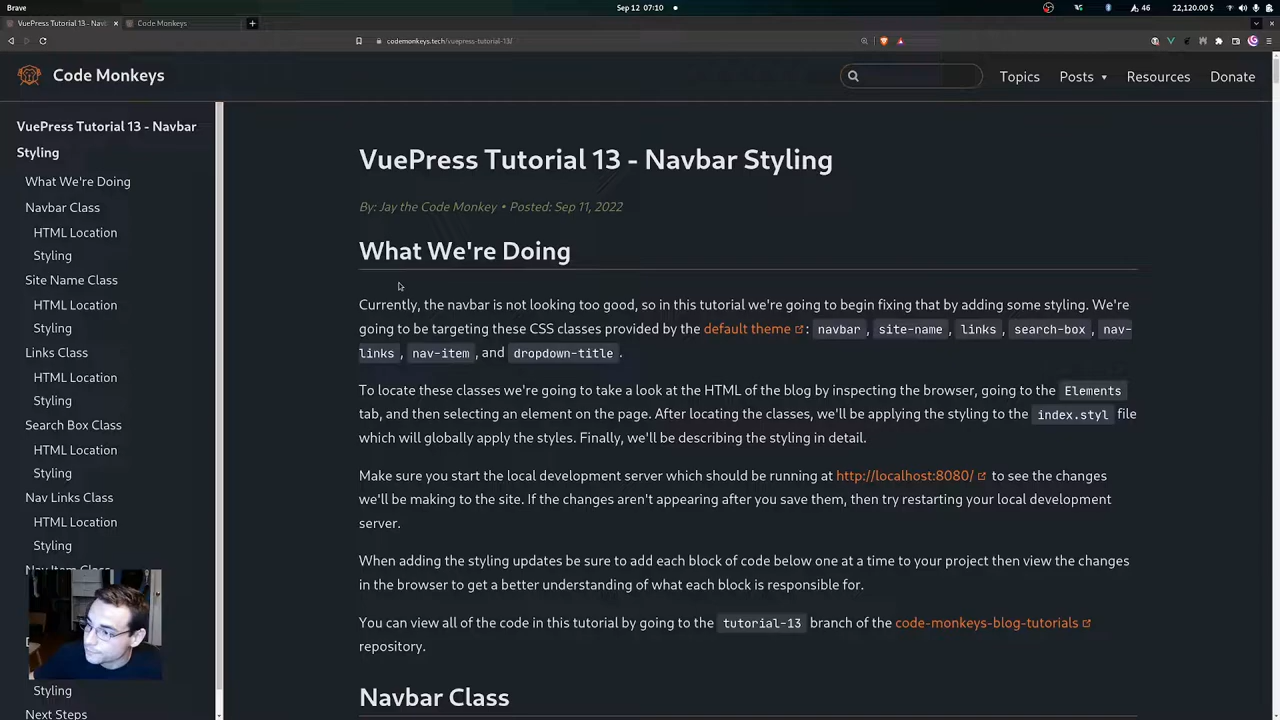 Brave
Sep 12 07:10
46
22,120.00 $
VuePress Tutorial 13 - Navb
Code Monkeys
codemonkeys.tech/vuepress-tutorial-13/
Code Monkeys
Topics
Posts
Resources
Donate
VuePress Tutorial 13 - Navbar
Styling
What We're Doing
Navbar Class
HTML Location
Styling
Site Name Class
HTML Location
Styling
Links Class
HTML Location
Styling
Search Box Class
HTML Location
Styling
Nav Links Class
HTML Location
Styling
Styling
Next Steps
VuePress Tutorial 13 - Navbar Styling
By: Jay the Code Monkey • Posted: Sep 11, 2022
What We're Doing
Currently, the navbar is not looking too good, so in this tutorial we're going to begin fixing that by adding some styling. We're
going to be targeting these CSS classes provided by the default theme : navbar , site-name , links , search-box , nav-
links , nav-item , and dropdown-title .
To locate these classes we're going to take a look at the HTML of the blog by inspecting the browser, going to the Elements
tab, and then selecting an element on the page. After locating the classes, we'll be applying the styling to the index.styl file
which will globally apply the styles. Finally, we'll be describing the styling in detail.
Make sure you start the local development server which should be running at http://localhost:8080/ to see the changes
we'll be making to the site. If the changes aren't appearing after you save them, then try restarting your local development
server.
When adding the styling updates be sure to add each block of code below one at a time to your project then view the changes
in the browser to get a better understanding of what each block is responsible for.
You can view all of the code in this tutorial by going to the tutorial-13 branch of the code-monkeys-blog-tutorials
repository.
Navbar Class